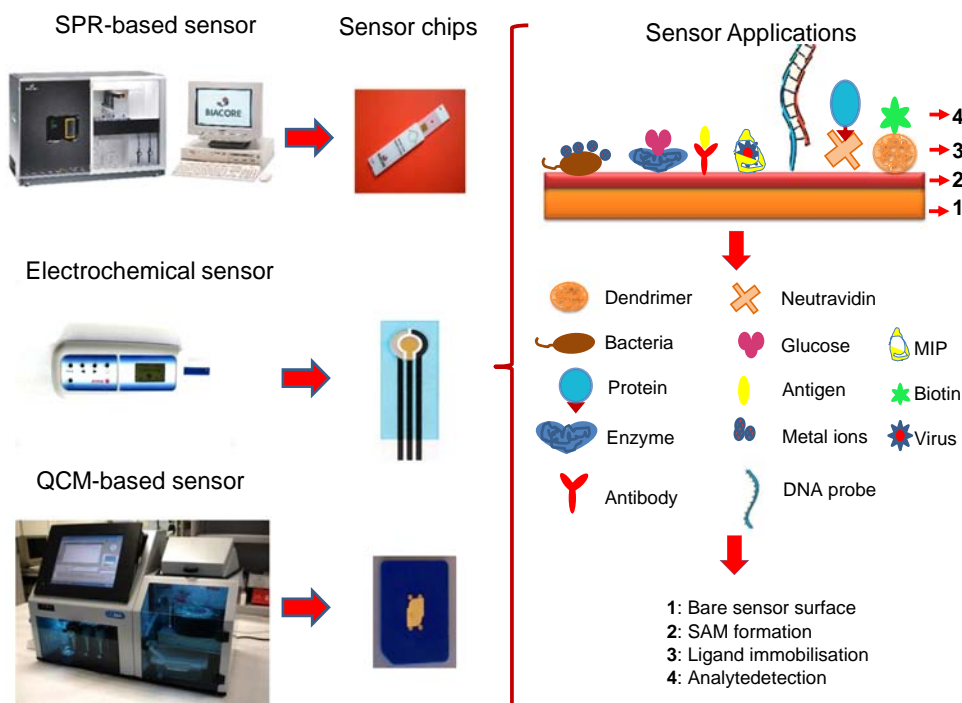 SPR-based sensor
Sensor chips
Sensor Applications
BIACORE
4
3
2
1
Electrochemical sensor
Dendrimer
Neutravidin
Bacteria
Glucose
MIP
Protein
Antigen
Biotin
Enzyme
Metal ions
Virus
QCM-based sensor
Antibody
DNA probe
1: Bare sensor surface
2: SAM formation
3: Ligand immobilisation
4: Analytedetection